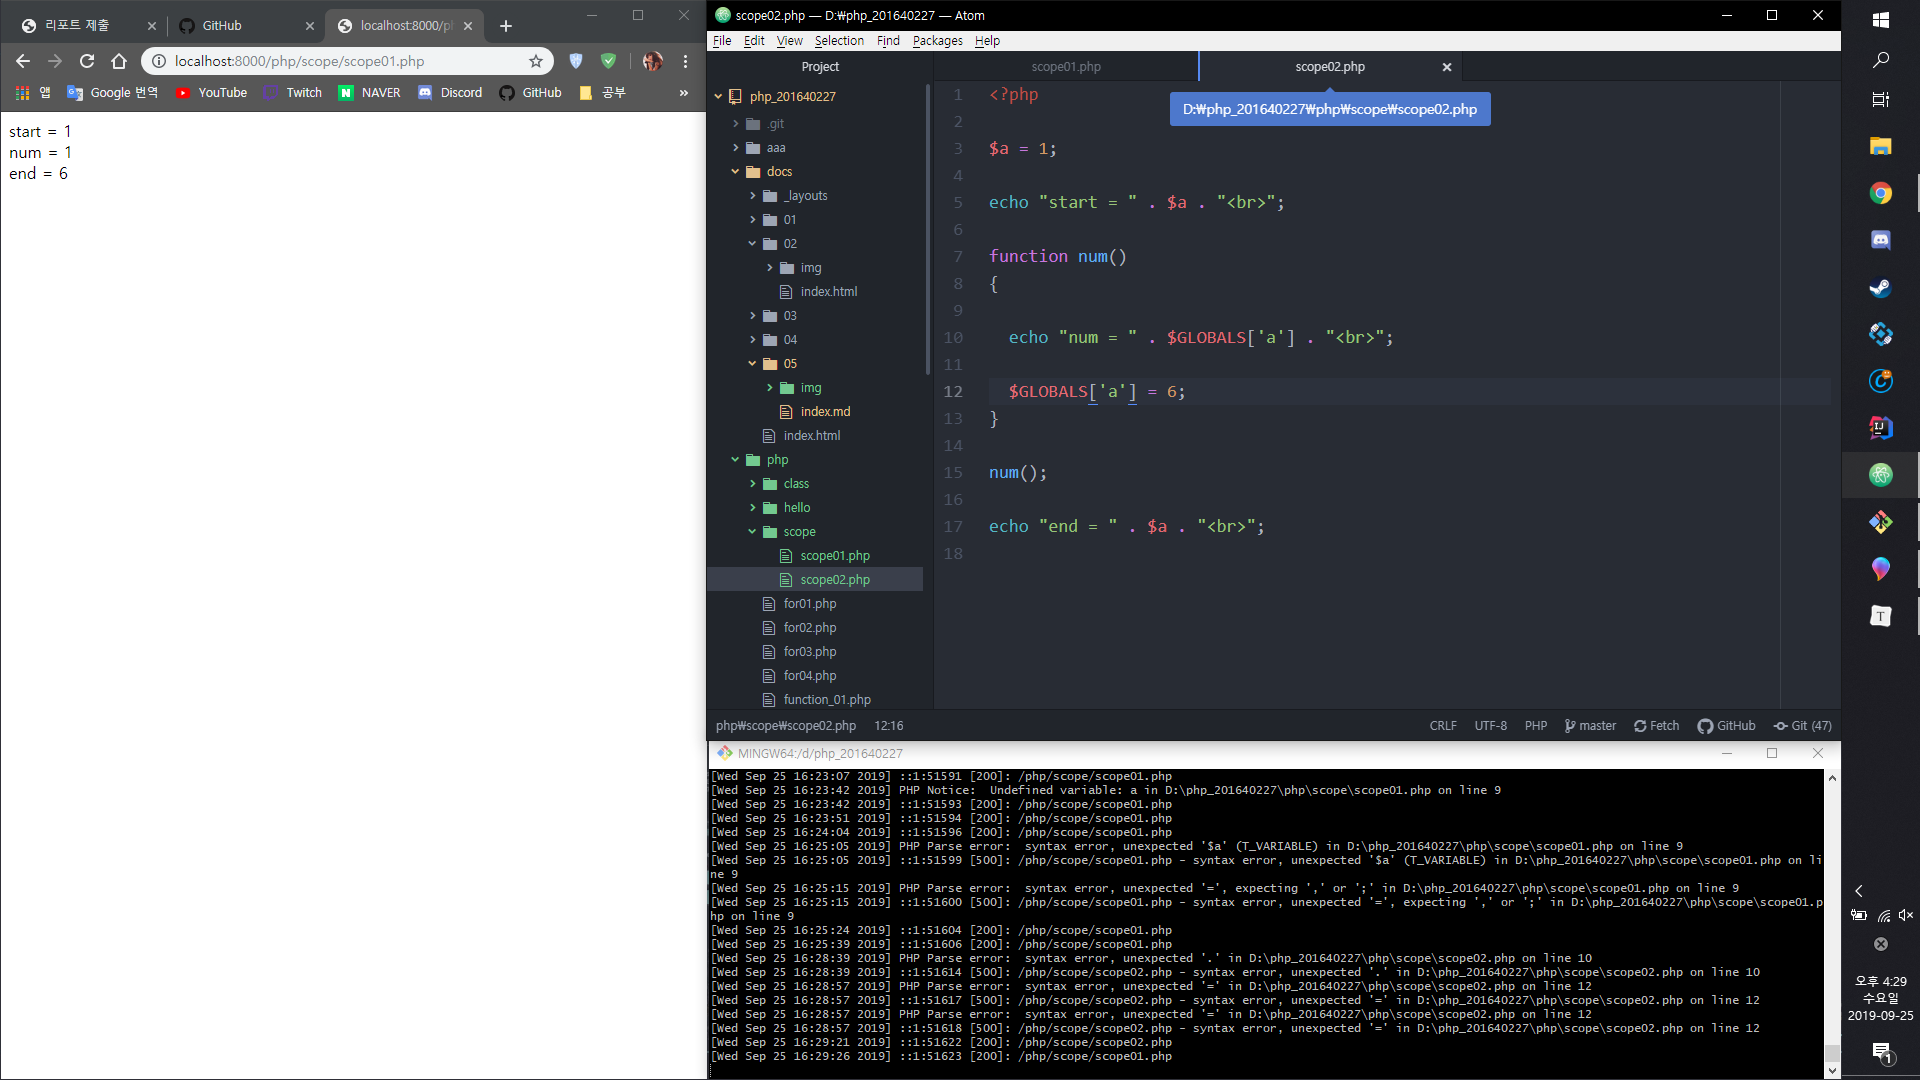 리포트 제출
GitHub
localhost:8000/ph
localhost:8000/php/scope/scope01.php
앱
Google 번역
YouTube
Twitch
NAVER
Discord
GitHub
공부
»
start = 1
num = 1
end = 6
scope02.php — D:₩php_201640227 — Atom
File Edit View Selection Find Packages Help
Project
php_201640227
.git
aaa
docs
_layouts
01
02
img
index.html
03
04
05
img
index.md
index.html
php
class
hello
scope
scope01.php
scope02.php
for01.php
for02.php
for03.php
for04.php
function_01.php
scope01.php
scope02.php
D:₩php_201640227₩php₩scope₩scope02.php
1 <?php
2
3 $a = 1;
4
5 echo "start = " . $a . "<br>";
6
7 function num()
8 {
9
10 echo "num = " . $GLOBALS['a'] . "<br>";
11
12 $GLOBALS['a'] = 6;
13 }
14
15 num();
16
17 echo "end = " . $a . "<br>";
18
php₩scope₩scope02.php 12:16 CRLF UTF-8 PHP master Fetch GitHub Git (47)
MINGW64:/d/php_201640227
[Wed Sep 25 16:23:07 2019] ::1:51591 [200]: /php/scope/scope01.php
[Wed Sep 25 16:23:42 2019] PHP Notice:  Undefined variable: a in D:\php_201640227\php\scope\scope01.php on line 9
[Wed Sep 25 16:23:42 2019] ::1:51593 [200]: /php/scope/scope01.php
[Wed Sep 25 16:23:51 2019] ::1:51594 [200]: /php/scope/scope01.php
[Wed Sep 25 16:24:04 2019] ::1:51596 [200]: /php/scope/scope01.php
[Wed Sep 25 16:25:05 2019] PHP Parse error:  syntax error, unexpected '$a' (T_VARIABLE) in D:\php_201640227\php\scope\scope01.php on line 9
[Wed Sep 25 16:25:05 2019] ::1:51599 [500]: /php/scope/scope01.php - syntax error, unexpected '$a' (T_VARIABLE) in D:\php_201640227\php\scope\scope01.php on li
ne 9
[Wed Sep 25 16:25:15 2019] PHP Parse error:  syntax error, unexpected '=', expecting ',' or ';' in D:\php_201640227\php\scope\scope01.php on line 9
[Wed Sep 25 16:25:15 2019] ::1:51600 [500]: /php/scope/scope01.php - syntax error, unexpected '=', expecting ',' or ';' in D:\php_201640227\php\scope\scope01.p
hp on line 9
[Wed Sep 25 16:25:24 2019] ::1:51604 [200]: /php/scope/scope01.php
[Wed Sep 25 16:25:39 2019] ::1:51606 [200]: /php/scope/scope01.php
[Wed Sep 25 16:28:39 2019] PHP Parse error:  syntax error, unexpected '.' in D:\php_201640227\php\scope\scope02.php on line 10
[Wed Sep 25 16:28:39 2019] ::1:51614 [500]: /php/scope/scope02.php - syntax error, unexpected '.' in D:\php_201640227\php\scope\scope02.php on line 10
[Wed Sep 25 16:28:57 2019] PHP Parse error:  syntax error, unexpected '=' in D:\php_201640227\php\scope\scope02.php on line 12
[Wed Sep 25 16:28:57 2019] ::1:51617 [500]: /php/scope/scope02.php - syntax error, unexpected '=' in D:\php_201640227\php\scope\scope02.php on line 12
[Wed Sep 25 16:28:57 2019] PHP Parse error:  syntax error, unexpected '=' in D:\php_201640227\php\scope\scope02.php on line 12
[Wed Sep 25 16:28:57 2019] ::1:51618 [500]: /php/scope/scope02.php - syntax error, unexpected '=' in D:\php_201640227\php\scope\scope02.php on line 12
[Wed Sep 25 16:29:21 2019] ::1:51622 [200]: /php/scope/scope02.php
[Wed Sep 25 16:29:26 2019] ::1:51623 [200]: /php/scope/scope01.php
오후 4:29
수요일
2019-09-25
1